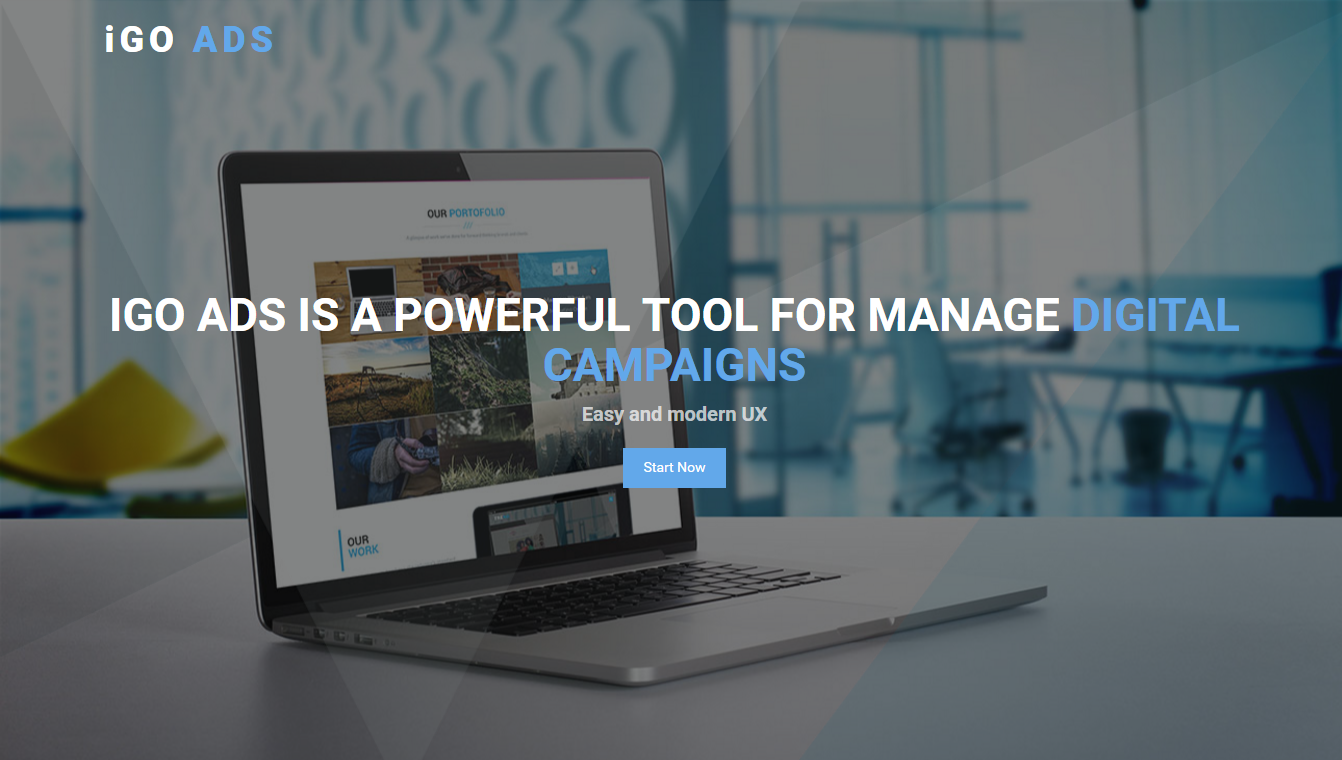 iGO ADS
OUR PORTOFOLIO
IGO ADS IS A POWERFUL TOOL FOR MANAGE DIGITAL
CAMPAIGNS
Easy and modern UX
Start Now
OUR
WORK